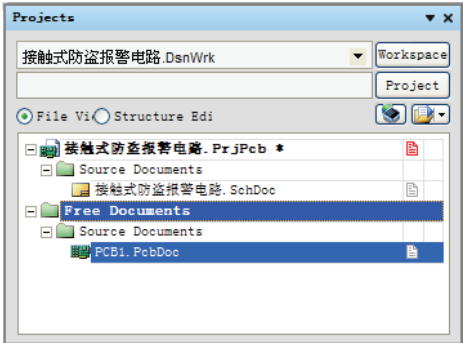 Projects
接触式防盗报警电路.DsnWrk
Workspace
Project
File Vi Structure Edi
接触式防盗报警电路.PrjPcb *
Source Documents
接触式防盗报警电路.SchDoc
Free Documents
Source Documents
PCB1.PcbDoc